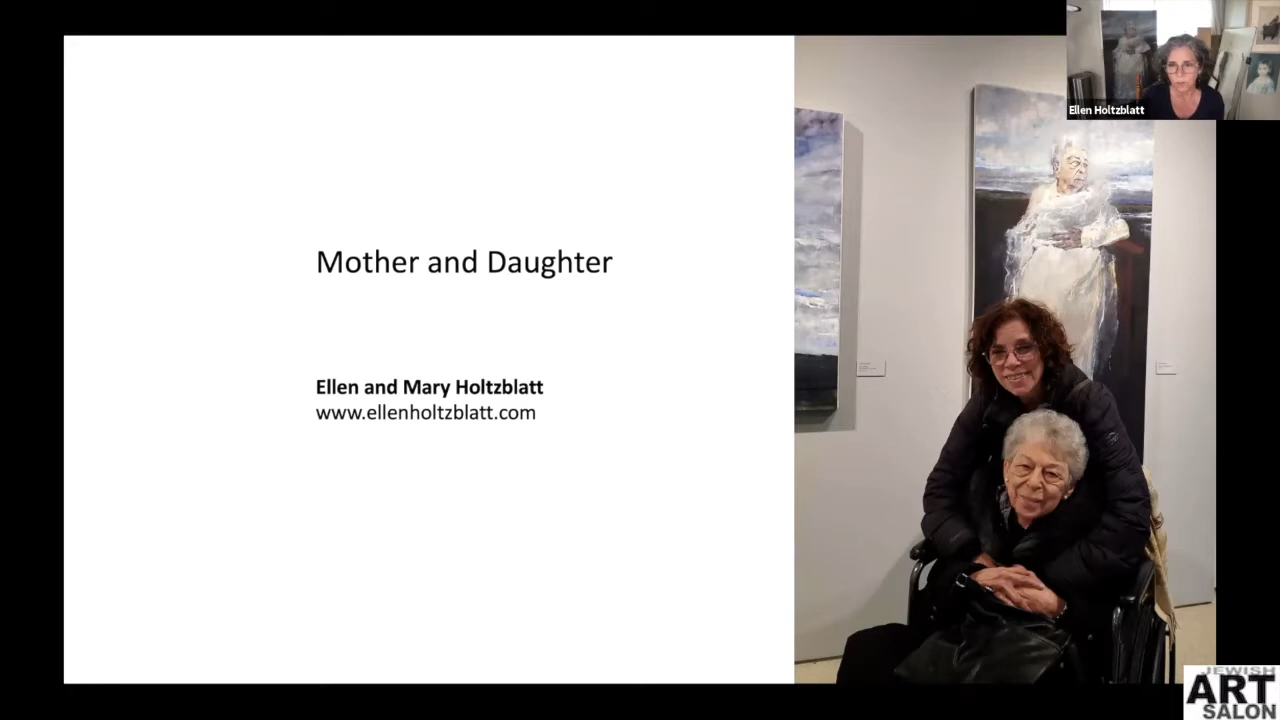 Mother and Daughter
Ellen and Mary Holtzblatt
www.ellenholtzblatt.com
Ellen Holtzblatt
JEWISH
ART
SALON